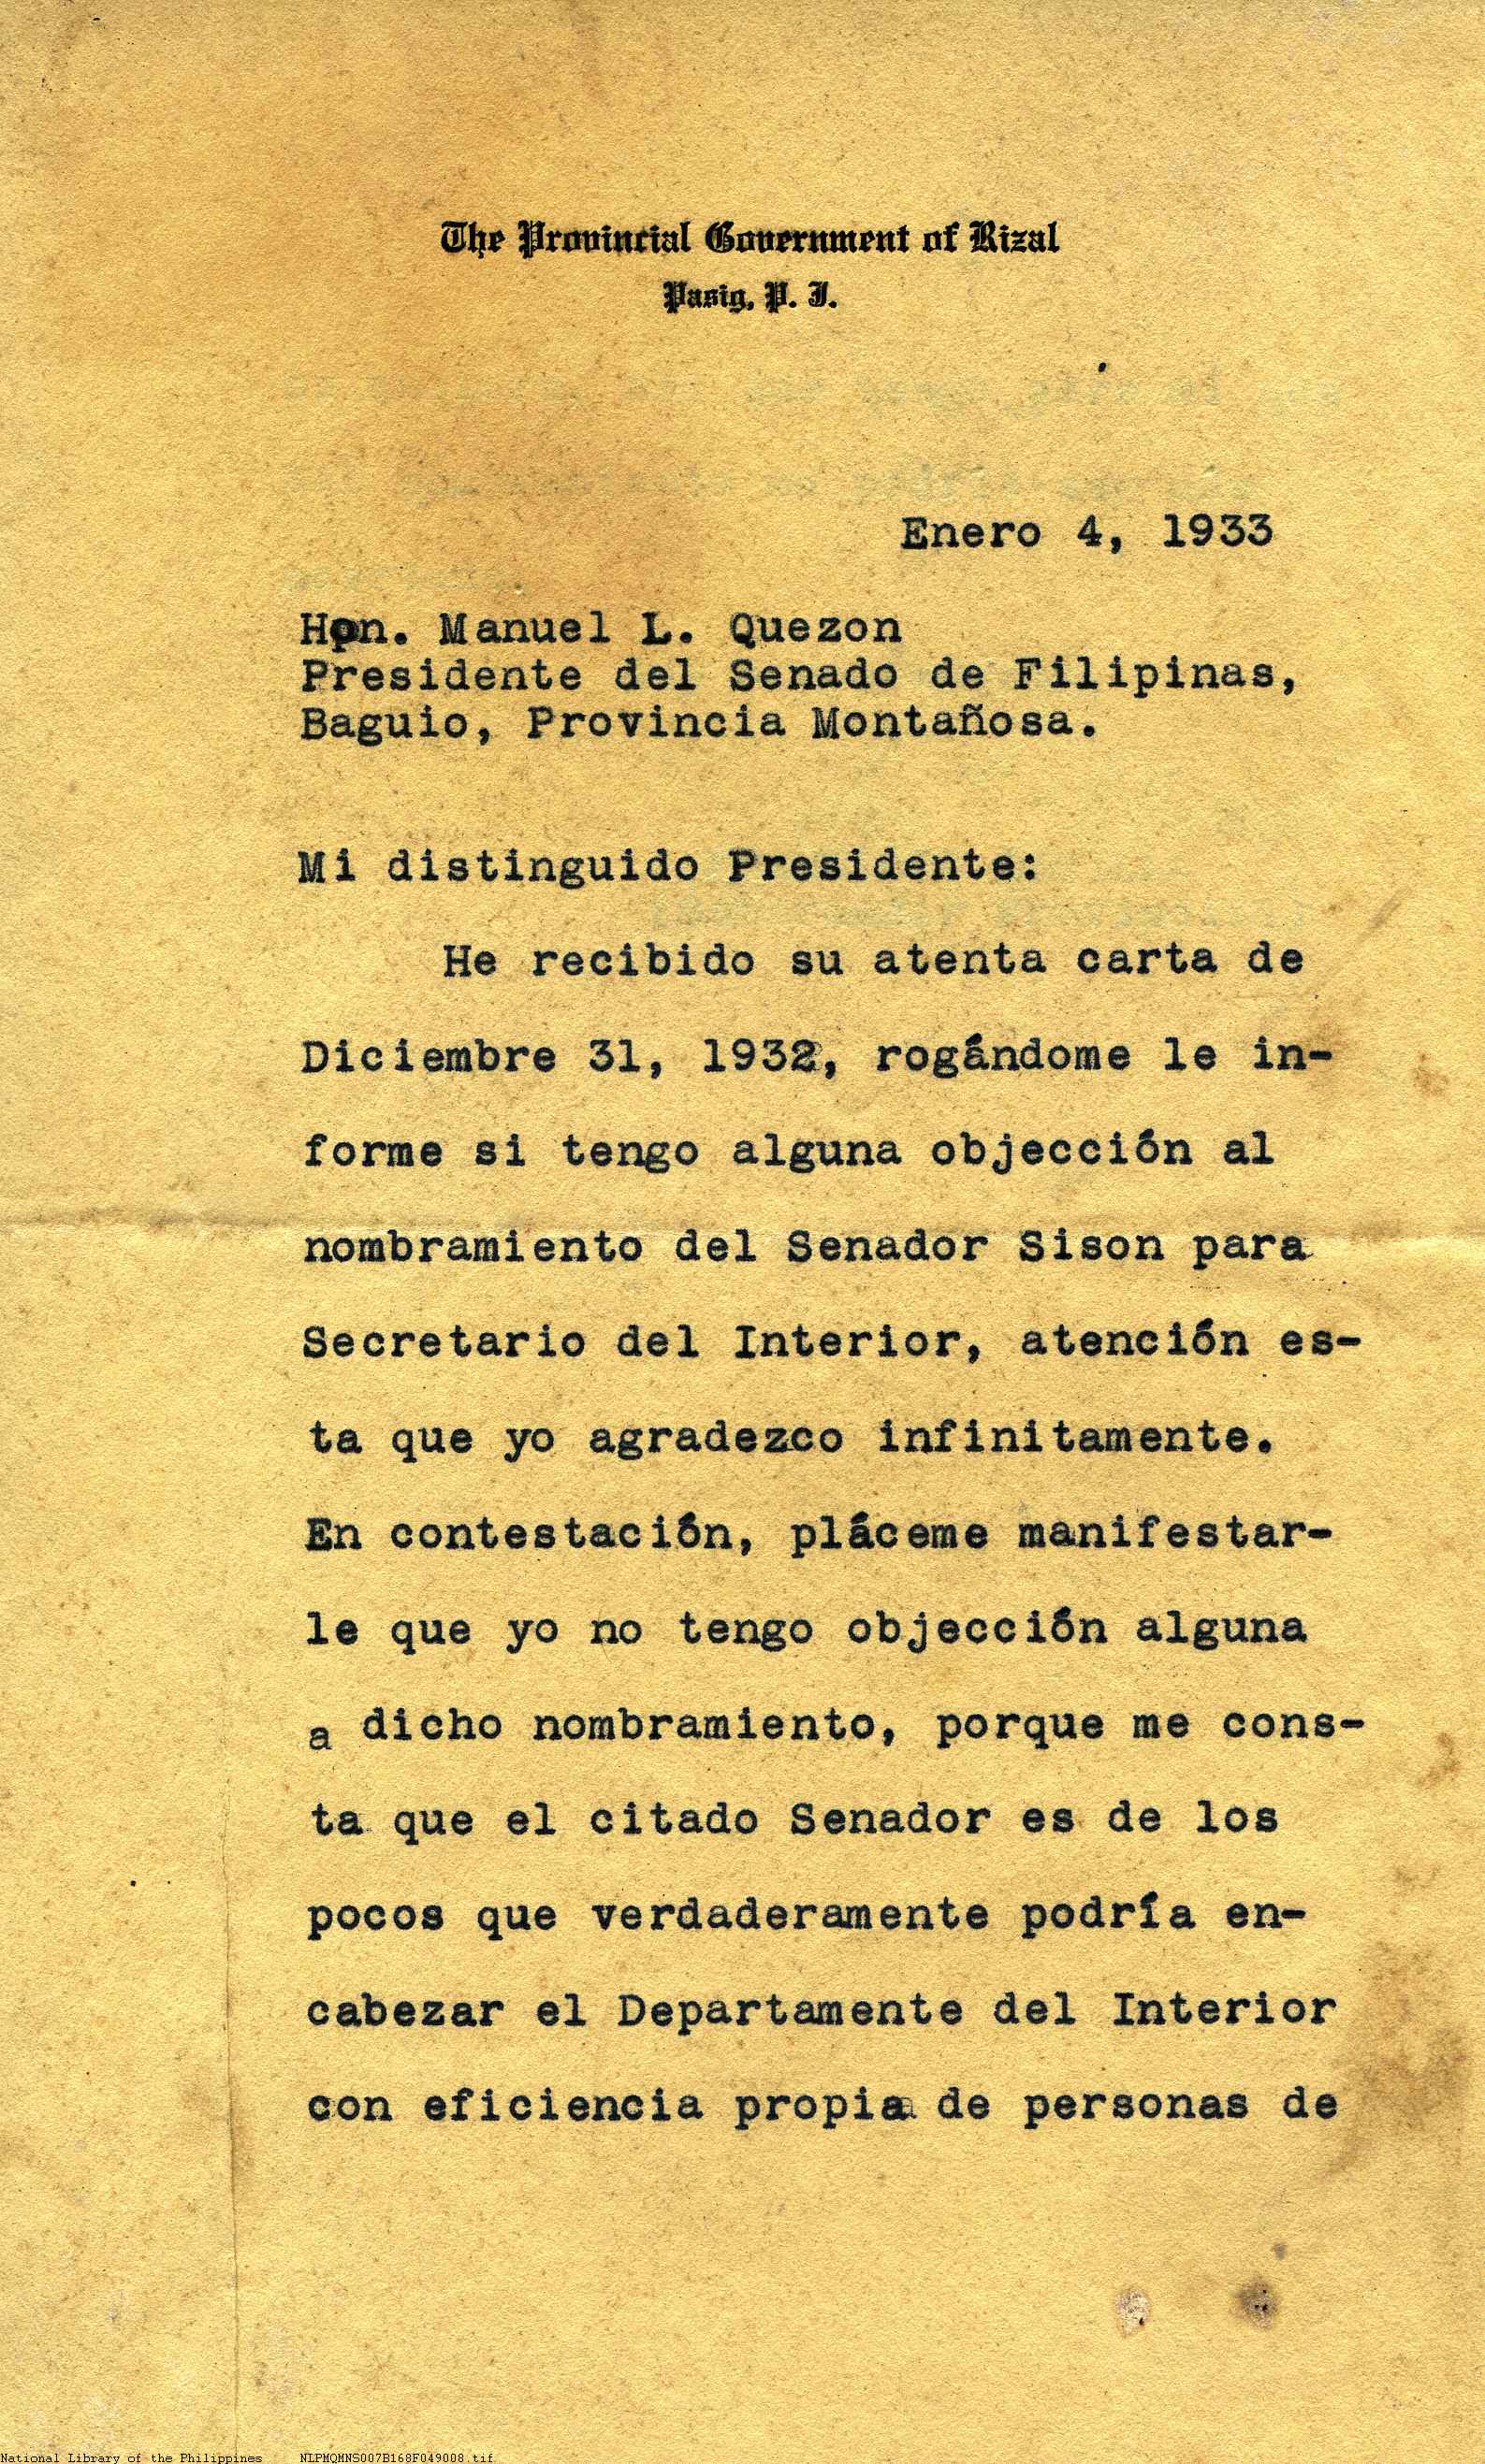 The Provincial Government of Rizal
Pasig, P. I.
Enero 4, 1933
Hon. Manuel L. Quezon
Presidente del Senado de Filipinas,
Baguio, Provincia Montañosa.
Mi distinguido Presidente:
He recibido su atenta carta de
Diciembre 31, 1932, rogándome le in-
forme si tengo alguna objección al
nombramiento del Senador Sison para
Secretario del Interior, atención es-
ta que yo agradezco infinitamente.
En contestación, pláceme manifestar-
le que yo no tengo objección alguna
a dicho nombramiento, porque me cons-
ta que el citado Senador es de los
pocos que verdaderamente podría en-
cabezar el Departamente del Interior
con eficiencia propia de personas de
National Library of the Philippines NLPMQMNS007B168F049008.tif